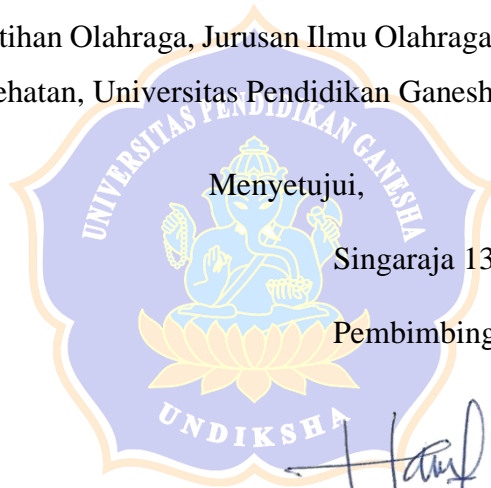 tihan Olahraga, Jurusan Ilmu Olahraga
ehatan, Universitas Pendidikan Ganesh
UNIVERSITAS PENDIDIKAN GANESHA
Menyetujui,
Singaraja 13
Pembimbing
UNDIKSHA